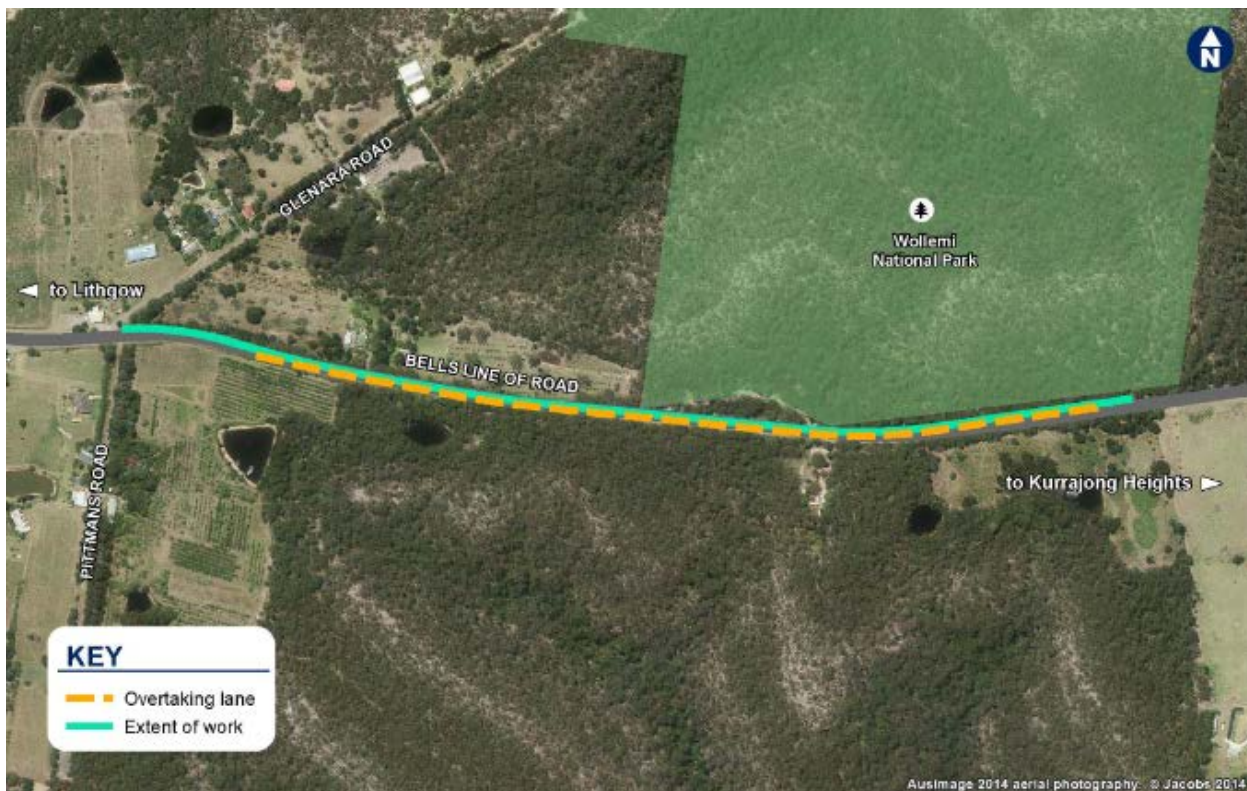 N
GLENARA ROAD
Wollemi
National Park
◄ to Lithgow
BELLS LINE OF ROAD
to Kurrajong Heights ►
PITTMANS ROAD
KEY
Overtaking lane
Extent of work
AusImage 2014 aerial photography. © Jacobs 2014